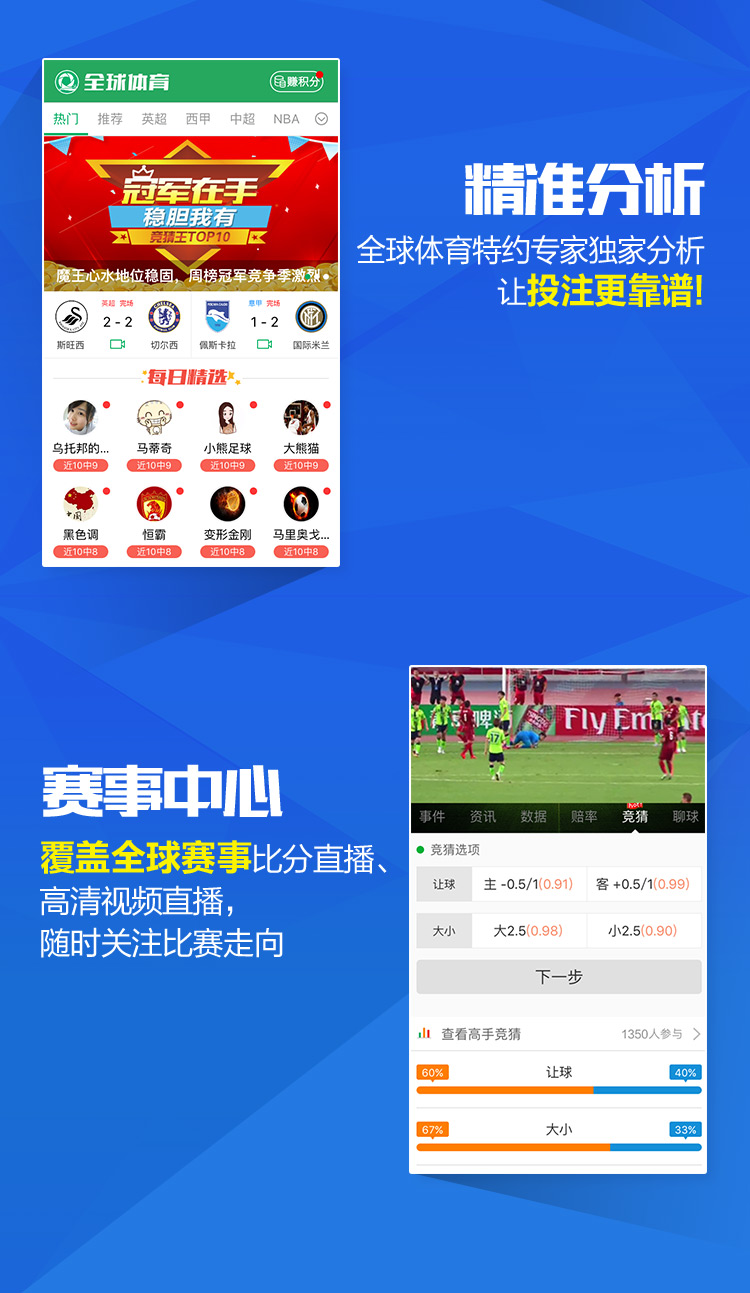 全球体育
赚积分
热门 推荐 英超 西甲 中超 NBA
冠军在手
稳胆我有
竞猜王TOP10
魔王心水地位稳固，周榜冠军竞争季激烈
英超 完场 意甲 完场
2 - 2 1 - 2
斯旺西 切尔西 佩斯卡拉 国际米兰
每日精选
乌托邦的... 马蒂奇 小熊足球 大熊猫
近10中9 近10中9 近10中9 近10中9
黑色调 恒霸 变形金刚 马里奥戈...
近10中8 近10中8 近10中8 近10中8
精准分析
全球体育特约专家独家分析
让投注更靠谱!
赛事中心
覆盖全球赛事比分直播、
高清视频直播，
随时关注比赛走向
Fly Emirat
事件 资讯 数据 赔率 竞猜 聊球
竞猜选项
让球 主 -0.5/1(0.91) 客 +0.5/1(0.99)
大小 大2.5(0.98) 小2.5(0.90)
下一步
查看高手竞猜 1350人参与
60% 让球 40%
67% 大小 33%